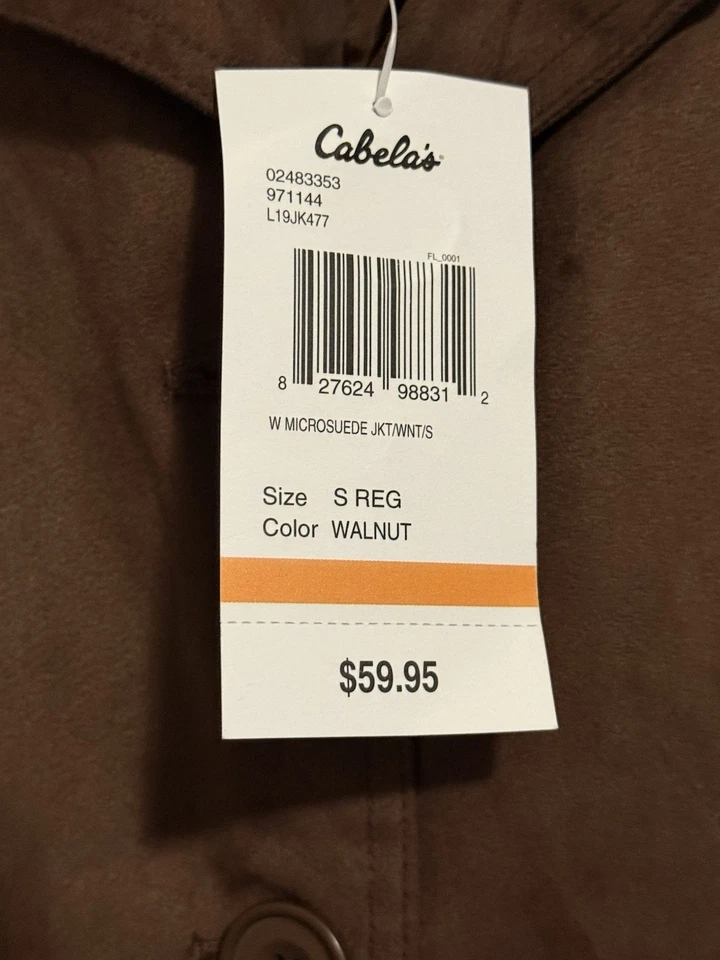 Cabela's
02483353
971144
L19JK477
FL_0001
8 27624 98831 2
W MICROSUEDE JKT/WNT/S
Size S REG
Color WALNUT
$59.95